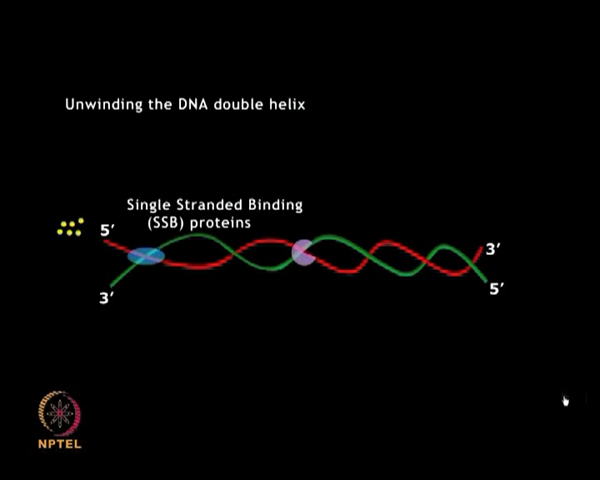 Unwinding the DNA double helix
Single Stranded Binding
(SSB) proteins
5′
3′
3′
5′
NPTEL